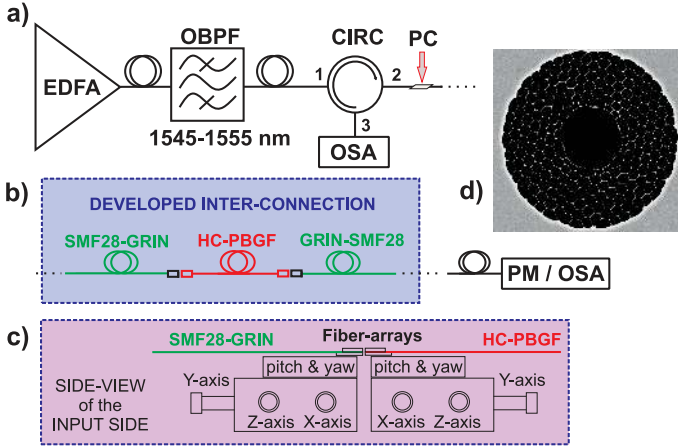 a)
OBPF
CIRC
PC
EDFA
1
2
3
1545-1555 nm
OSA
b)
DEVELOPED INTER-CONNECTION
d)
SMF28-GRIN
HC-PBGF
GRIN-SMF28
PM / OSA
c)
SMF28-GRIN
Fiber-arrays
HC-PBGF
pitch & yaw
pitch & yaw
SIDE-VIEW
of the
INPUT SIDE
Y-axis
Y-axis
Z-axis
X-axis
X-axis
Z-axis